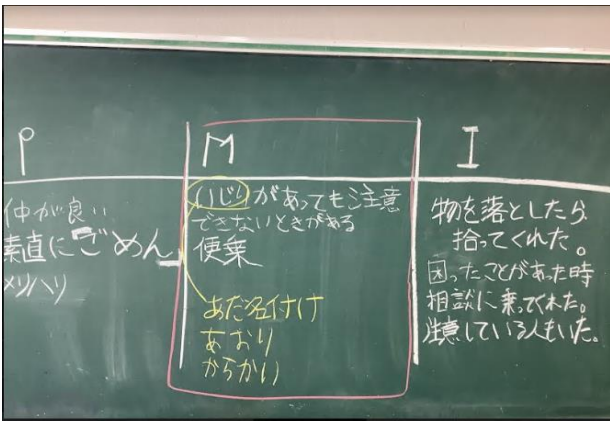 P
仲が良い
素直にごめん
メリハリ
M
いじりがあっても注意
できないときがある
便乗
あだ名付け
あおり
からかい
I
物を落としたら
拾ってくれた。
困ったことがあった時
相談に乗ってくれた。
注意している人もいた。